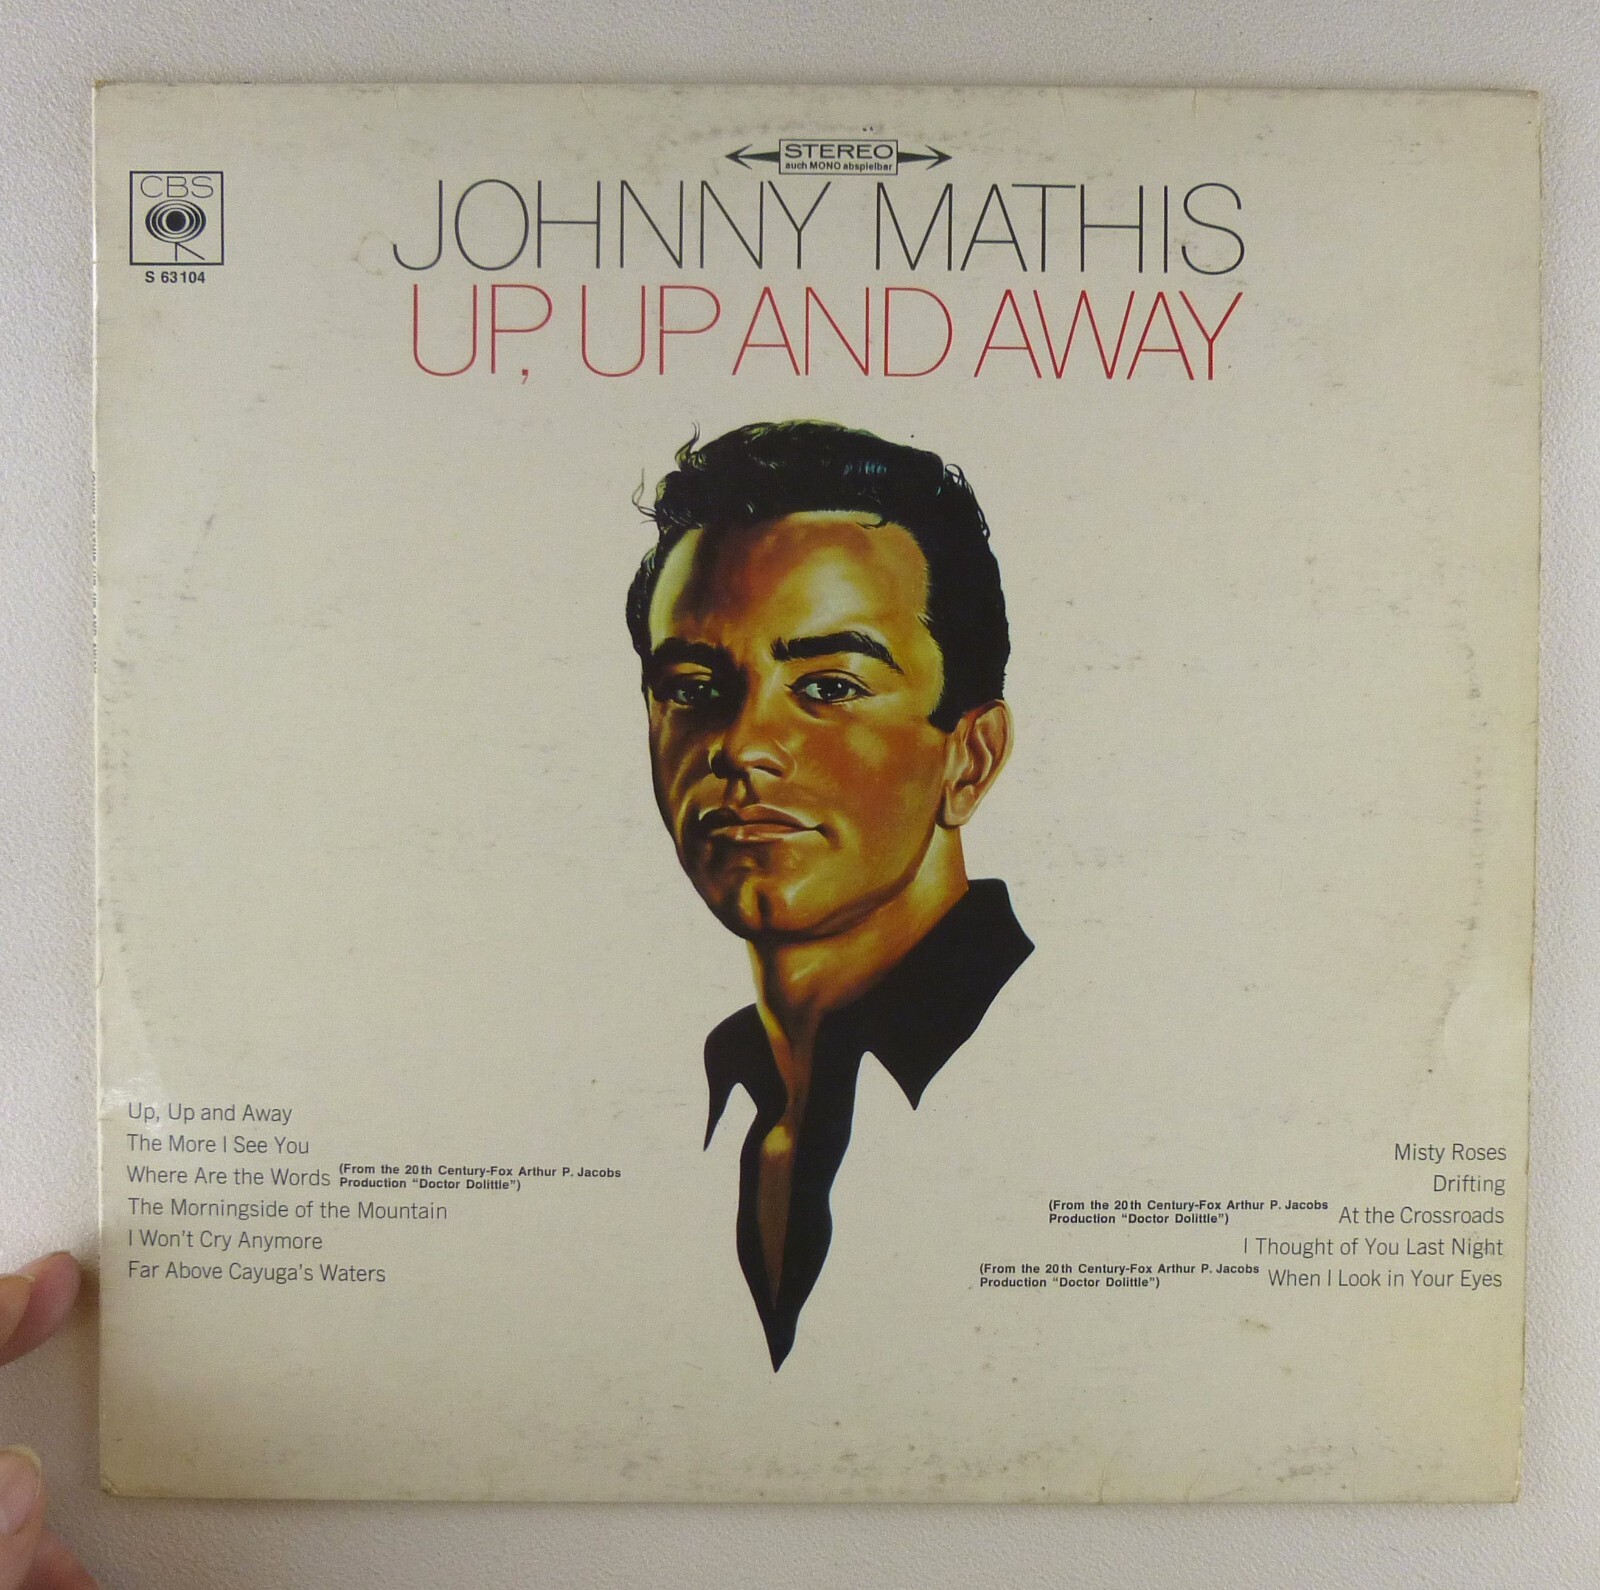 STEREO
auch MONO abspielbar
CBS
S 63104
JOHNNY MATHIS
UP, UP AND AWAY
Up, Up and Away
The More I See You
Where Are the Words (From the 20th Century-Fox Arthur P. Jacobs
Production "Doctor Dolittle")
The Morningside of the Mountain
I Won't Cry Anymore
Far Above Cayuga's Waters
Misty Roses
Drifting
(From the 20th Century-Fox Arthur P. Jacobs
Production "Doctor Dolittle") At the Crossroads
I Thought of You Last Night
(From the 20th Century-Fox Arthur P. Jacobs
Production "Doctor Dolittle") When I Look in Your Eyes